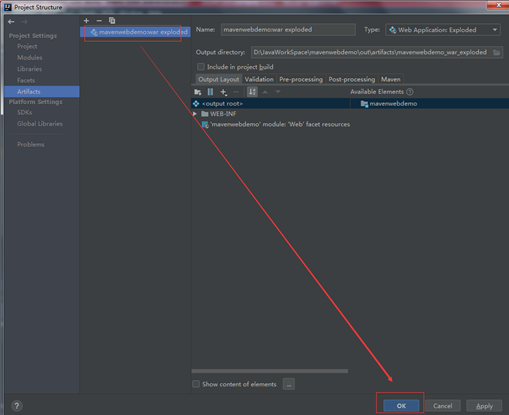 Project Structure
Project Settings
Project
Modules
Libraries
Facets
Artifacts
Platform Settings
SDKs
Global Libraries
Problems
mavenwebdemo:war exploded
Name: mavenwebdemo:war exploded Type: Web Application: Exploded
Output directory: D:\JavaWorkSpace\mavenwebdemo\out\artifacts\mavenwebdemo_war_exploded
Include in project build
Output Layout Validation Pre-processing Post-processing Maven
Available Elements ?
<output root> mavenwebdemo
WEB-INF
'mavenwebdemo' module: 'Web' facet resources
Show content of elements ...
? OK Cancel Apply